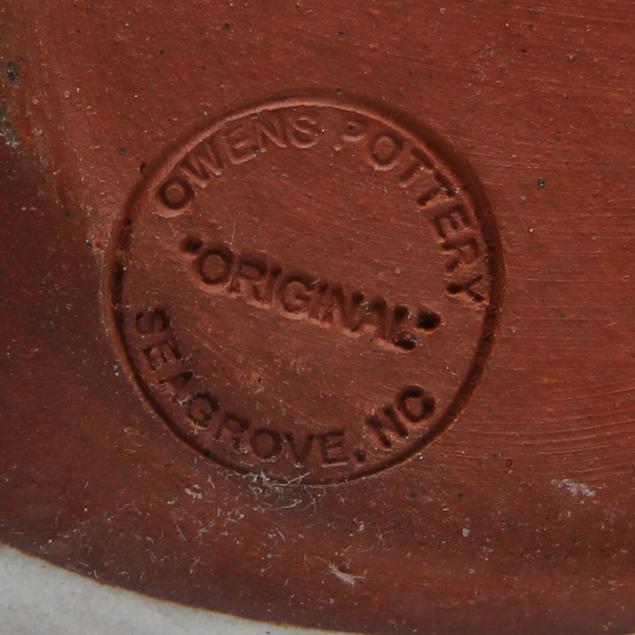 OWENS POTTERY
"ORIGINAL"
SEAGROVE, NC